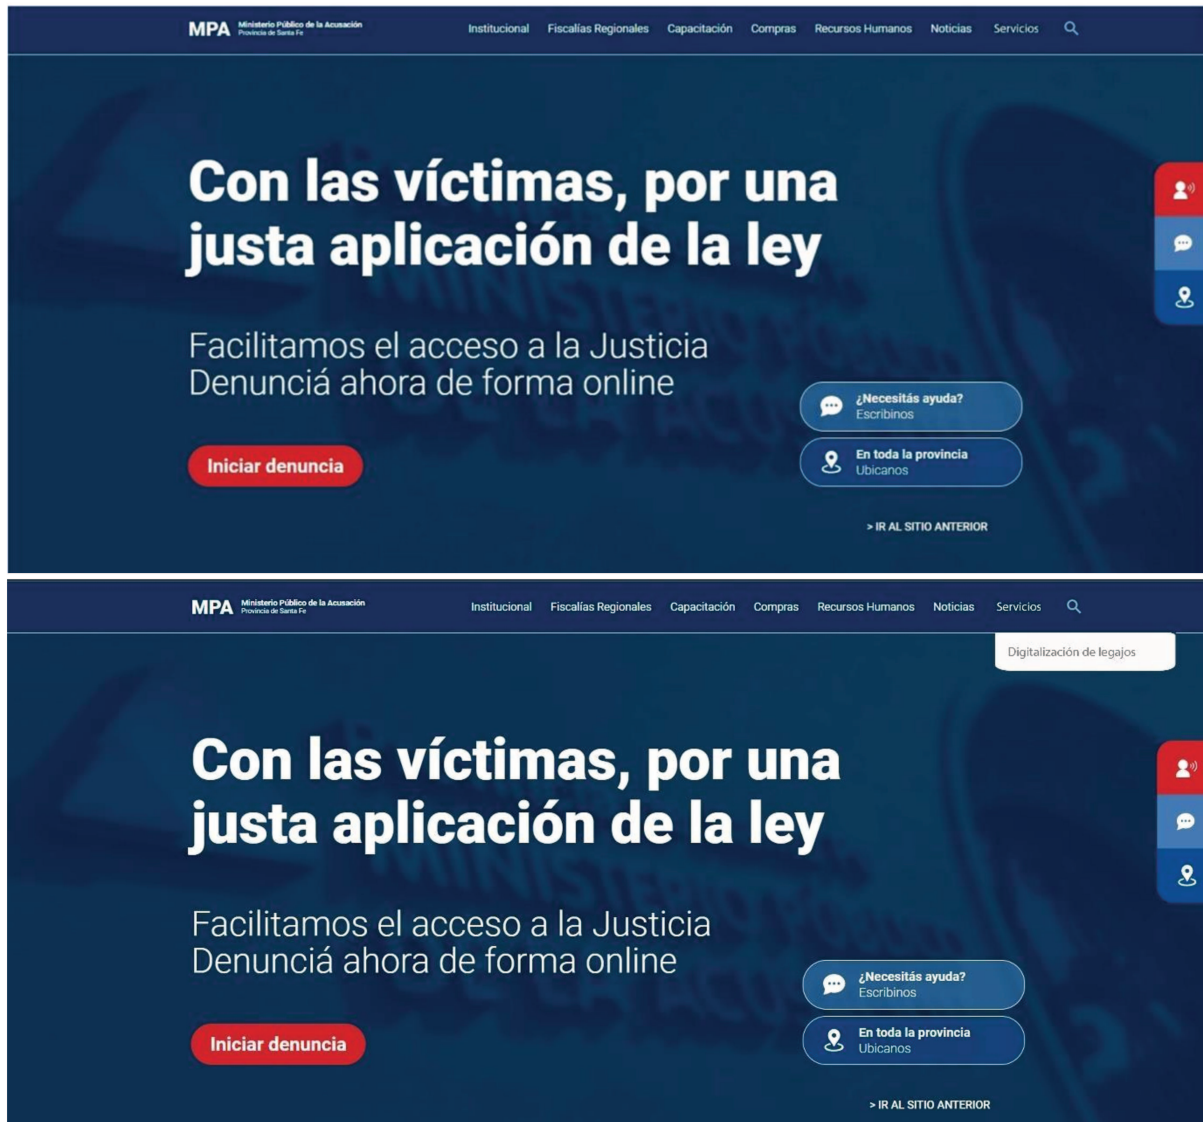 MPA Ministerio Público de la Acusación
Provincia de Santa Fe
Institucional Fiscalías Regionales Capacitación Compras Recursos Humanos Noticias Servicios
Con las víctimas, por una
justa aplicación de la ley
Facilitamos el acceso a la Justicia
Denunciá ahora de forma online
¿Necesitás ayuda?
Escribinos
En toda la provincia
Ubicanos
Iniciar denuncia
> IR AL SITIO ANTERIOR
MPA Ministerio Público de la Acusación
Provincia de Santa Fe
Institucional Fiscalías Regionales Capacitación Compras Recursos Humanos Noticias Servicios
Digitalización de legajos
Con las víctimas, por una
justa aplicación de la ley
Facilitamos el acceso a la Justicia
Denunciá ahora de forma online
¿Necesitás ayuda?
Escribinos
En toda la provincia
Ubicanos
Iniciar denuncia
> IR AL SITIO ANTERIOR